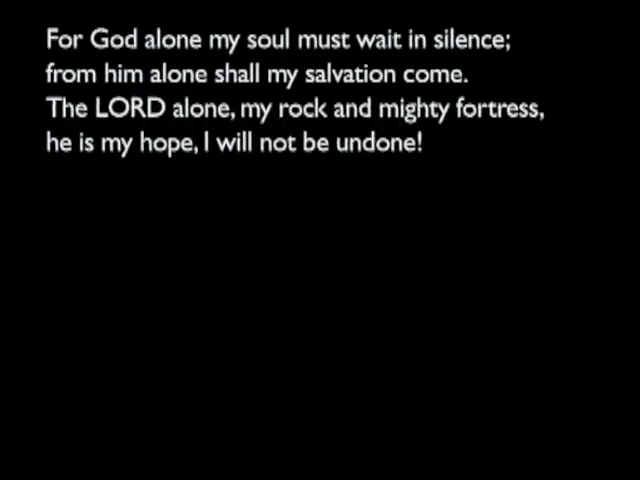 For God alone my soul must wait in silence;
from him alone shall my salvation come.
The LORD alone, my rock and mighty fortress,
he is my hope, I will not be undone!